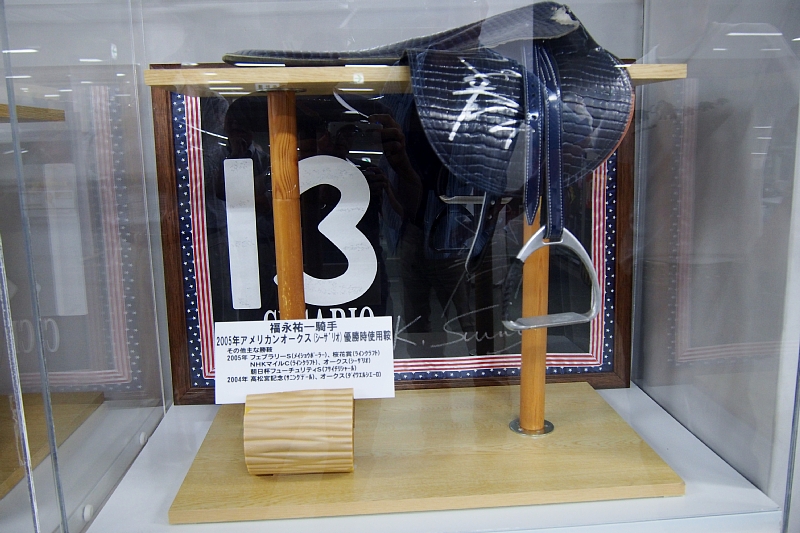 13
福永祐一騎手
2005年アメリカンオークス(シーザリオ)優勝時使用鞍
その他主な勝鞍
2005年 フェブラリーS(メイショウボーラー)、桜花賞(ラインクラフト)
NHKマイルC(ラインクラフト)、オークス(シーザリオ)
朝日杯フューチュリティS(フサイチリシャール)
2004年 高松宮記念(サニングデール)、オークス(ダイワエルシエーロ)